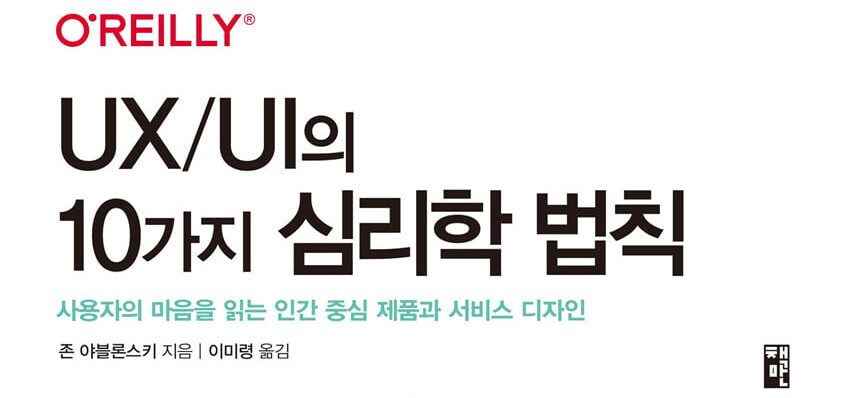 O'REILLY®
UX/UI의
10가지 심리학 법칙
사용자의 마음을 읽는 인간 중심 제품과 서비스 디자인
존 야블론스키 지음 | 이미령 옮김
책만